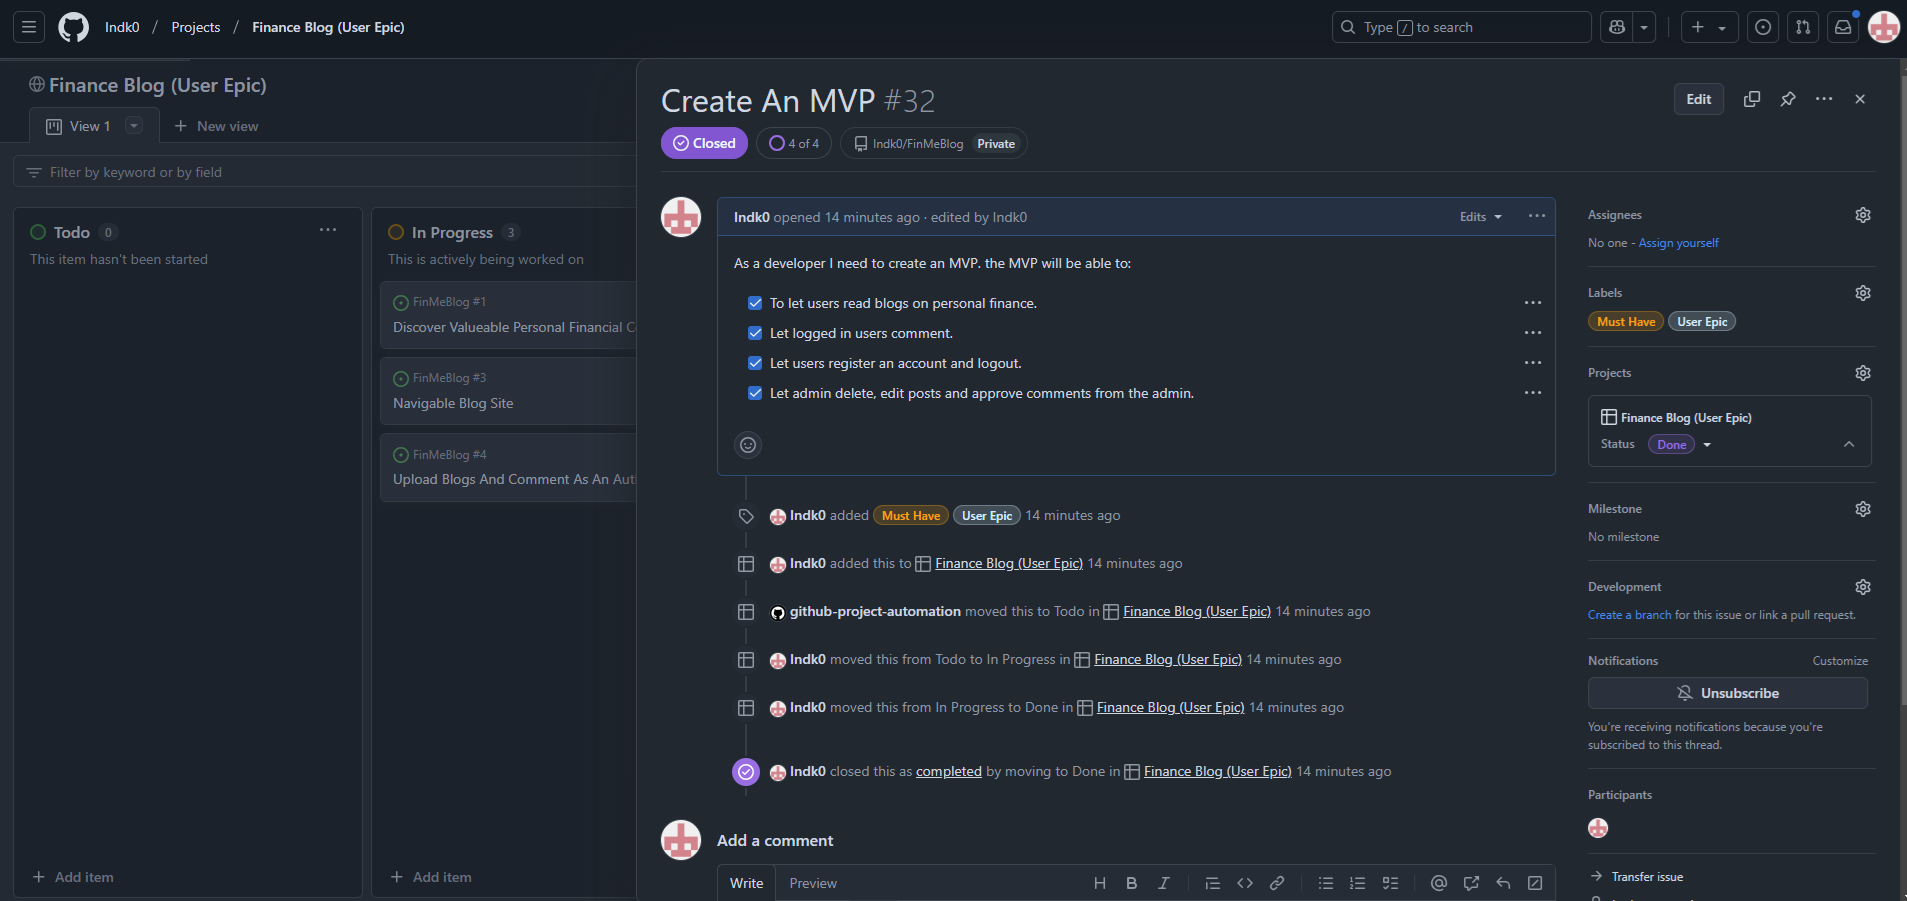 Indk0 / Projects / Finance Blog (User Epic)
Type / to search
Finance Blog (User Epic)
View 1
New view
Filter by keyword or by field
Todo 0
This item hasn't been started
Add item
In Progress 3
This is actively being worked on
FinMeBlog #1
Discover Valueable Personal Financial C
FinMeBlog #3
Navigable Blog Site
FinMeBlog #4
Upload Blogs And Comment As An Aut
Add item
Create An MVP #32
Edit
Closed
4 of 4
Indk0/FinMeBlog Private
Indk0 opened 14 minutes ago · edited by Indk0
Edits
As a developer I need to create an MVP. the MVP will be able to:
To let users read blogs on personal finance.
Let logged in users comment.
Let users register an account and logout.
Let admin delete, edit posts and approve comments from the admin.
Indk0 added Must Have User Epic 14 minutes ago
Indk0 added this to Finance Blog (User Epic) 14 minutes ago
github-project-automation moved this to Todo in Finance Blog (User Epic) 14 minutes ago
Indk0 moved this from Todo to In Progress in Finance Blog (User Epic) 14 minutes ago
Indk0 moved this from In Progress to Done in Finance Blog (User Epic) 14 minutes ago
Indk0 closed this as completed by moving to Done in Finance Blog (User Epic) 14 minutes ago
Add a comment
Write
Preview
Assignees
No one - Assign yourself
Labels
Must Have User Epic
Projects
Finance Blog (User Epic)
Status Done
Milestone
No milestone
Development
Create a branch for this issue or link a pull request.
Notifications
Customize
Unsubscribe
You're receiving notifications because you're
subscribed to this thread.
Participants
Transfer issue